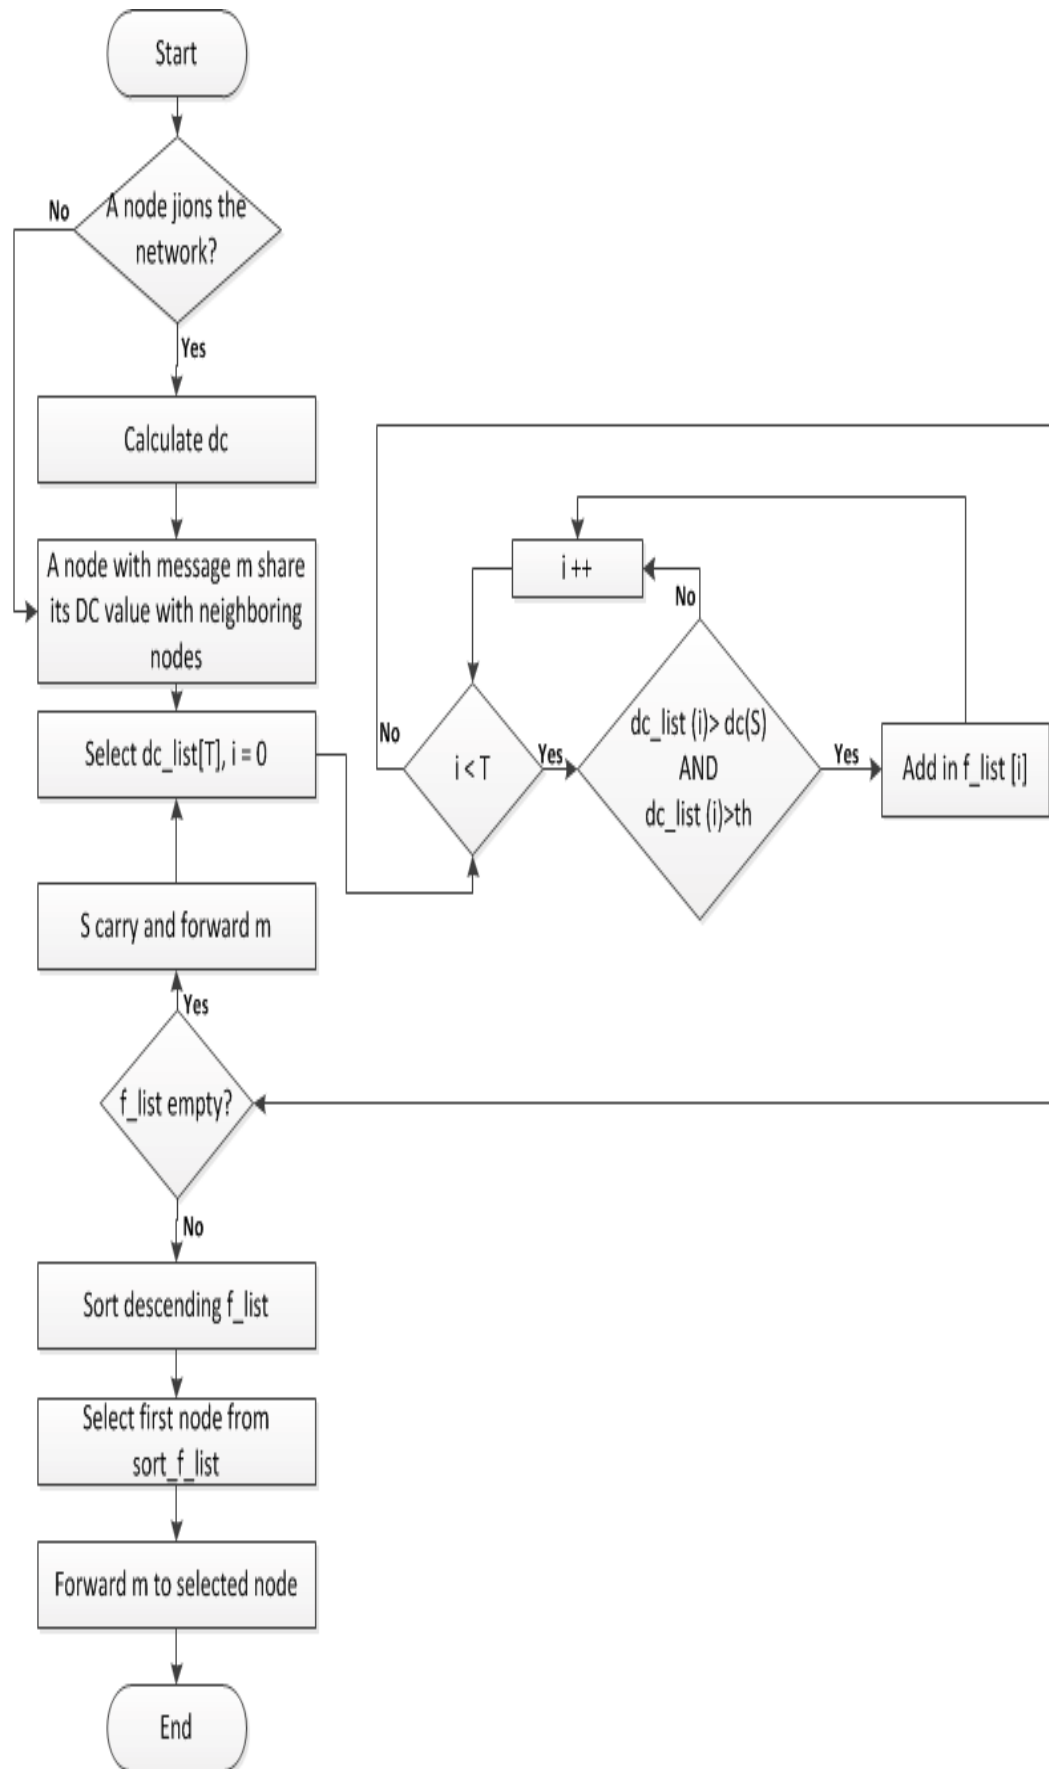 Start
A node jions the
network?
No
Yes
Calculate dc
A node with message m share
its DC value with neighboring
nodes
Select dc_list[T], i = 0
i ++
No
i < T
Yes
No
dc_list (i)> dc(S)
AND
dc_list (i)>th
Yes
Add in f_list [i]
S carry and forward m
Yes
f_list empty?
No
Sort descending f_list
Select first node from
sort_f_list
Forward m to selected node
End